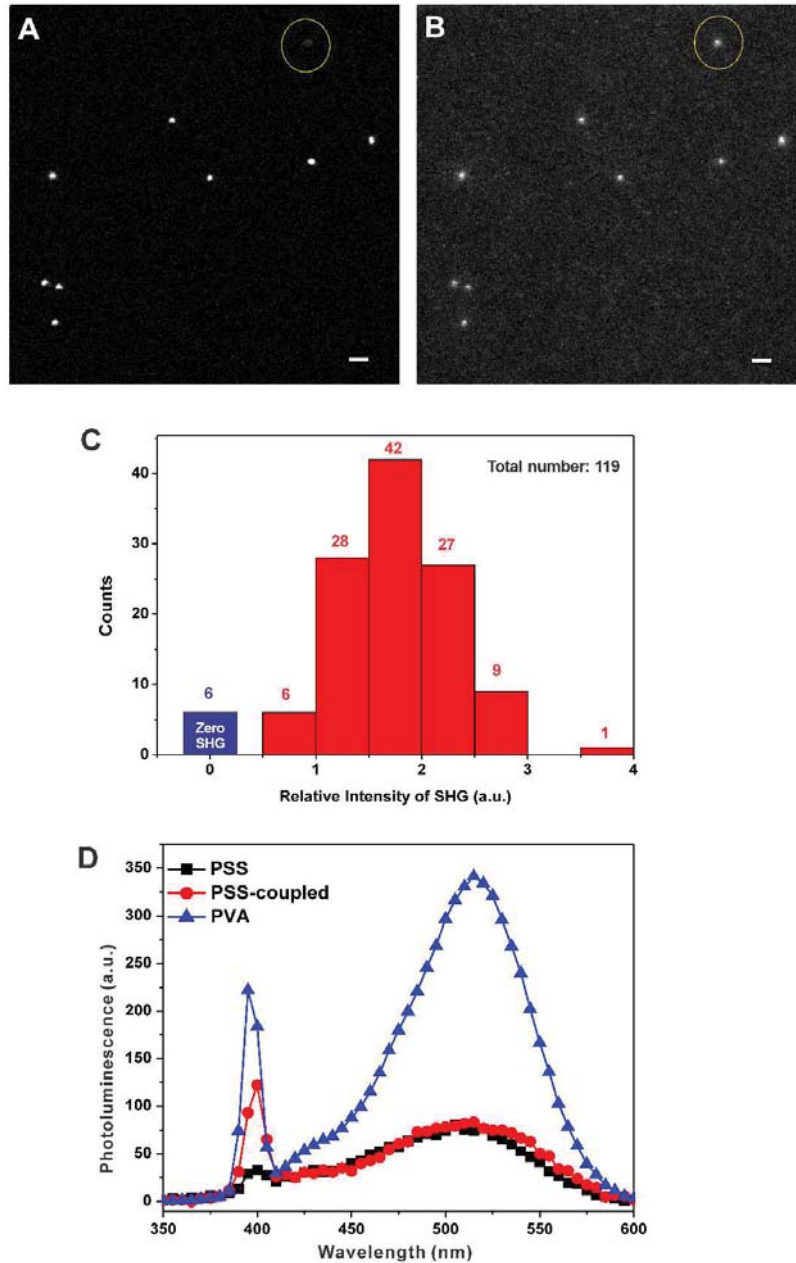 A
B
C
42
Total number: 119
40
28
27
30
Counts
20
9
10
6
6
1
Zero
SHG
0
0
1
2
3
4
Relative Intensity of SHG (a.u.)
D
350
PSS
PSS-coupled
300
PVA
250
200
150
100
50
0
Photoluminescence (a.u.)
350
400
450
500
550
600
Wavelength (nm)